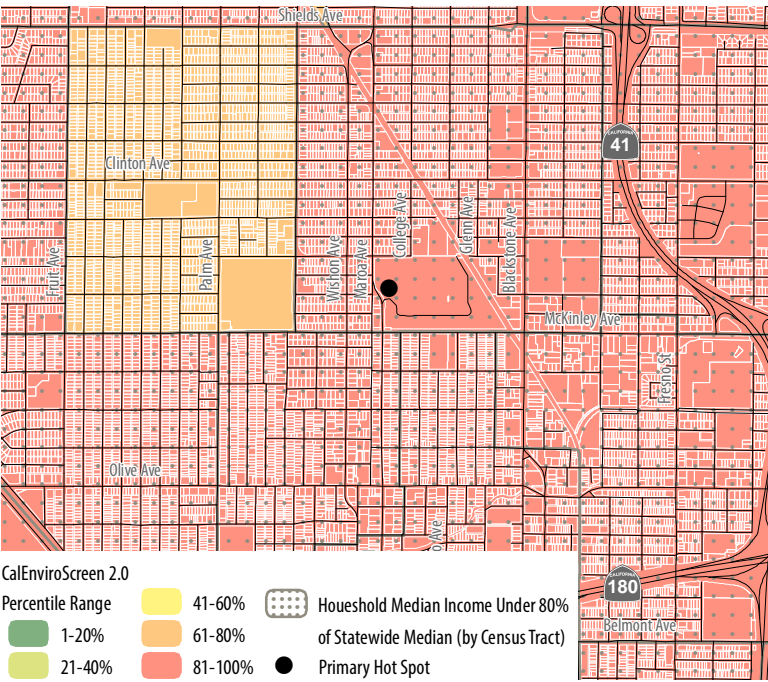 Shields Ave
CALIFORNIA
41
Clinton Ave
College Ave
Glenn Ave
Blackstone Ave
Fruit Ave
Palm Ave
Wishon Ave
Maroa Ave
McKinley Ave
Fresno St
Olive Ave
o Ave
CALIFORNIA
180
Belmont Ave
CalEnviroScreen 2.0
Percentile Range
1-20%
21-40%
41-60%
61-80%
81-100%
Houeshold Median Income Under 80%
of Statewide Median (by Census Tract)
Primary Hot Spot